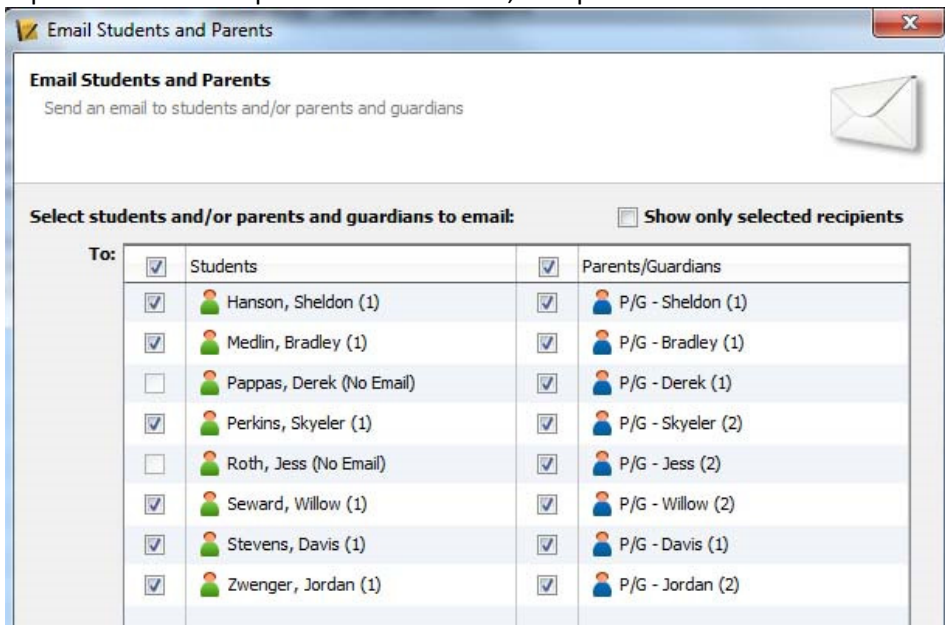 Email Students and Parents
Email Students and Parents
Send an email to students and/or parents and guardians
Select students and/or parents and guardians to email: Show only selected recipients
To: Students Parents/Guardians
Hanson, Sheldon (1) P/G - Sheldon (1)
Medlin, Bradley (1) P/G - Bradley (1)
Pappas, Derek (No Email) P/G - Derek (1)
Perkins, Skyeler (1) P/G - Skyeler (2)
Roth, Jess (No Email) P/G - Jess (2)
Seward, Willow (1) P/G - Willow (2)
Stevens, Davis (1) P/G - Davis (1)
Zwenger, Jordan (1) P/G - Jordan (2)